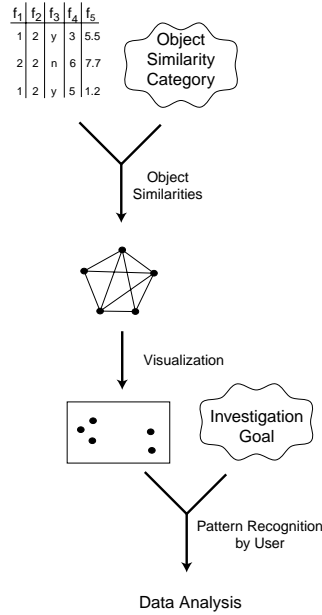 f1 f2 f3 f4 f5
1 2 y 3 5.5
2 2 n 6 7.7
1 2 y 5 1.2
Object
Similarity
Category
Object
Similarities
Visualization
Investigation
Goal
Pattern Recognition
by User
Data Analysis